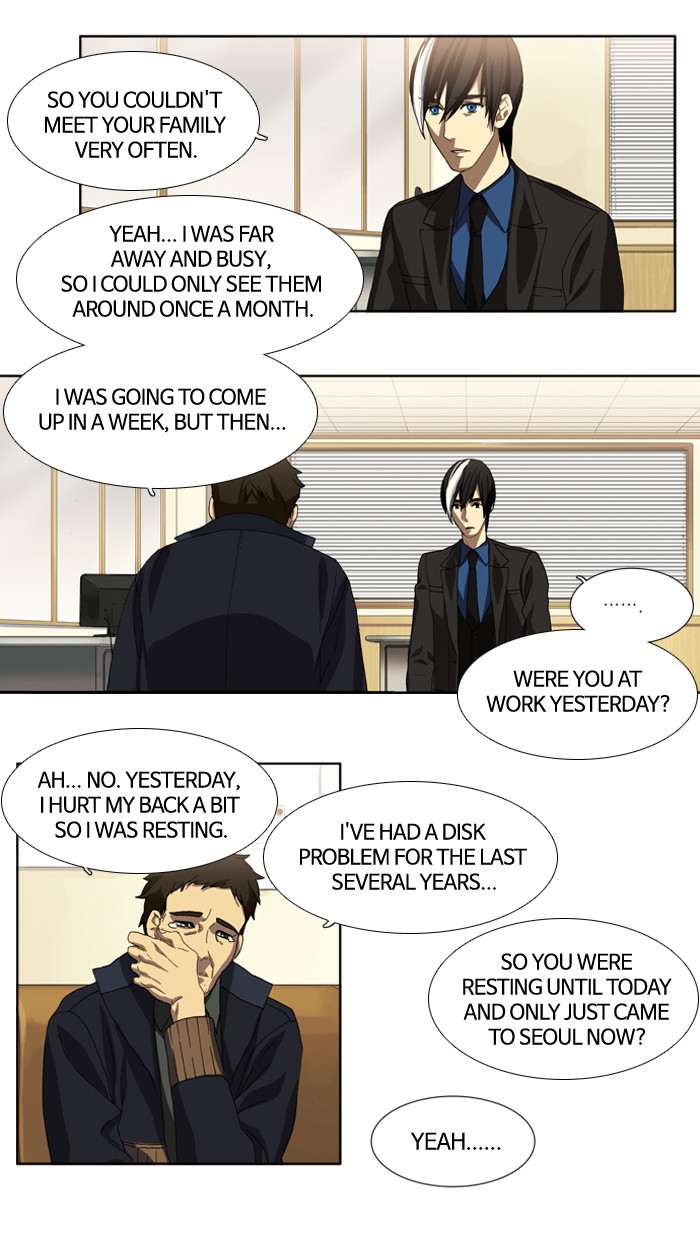 SO YOU COULDN'T
MEET YOUR FAMILY
VERY OFTEN.
YEAH... I WAS FAR
AWAY AND BUSY,
SO I COULD ONLY SEE THEM
AROUND ONCE A MONTH.
I WAS GOING TO COME
UP IN A WEEK, BUT THEN...
.......
WERE YOU AT
WORK YESTERDAY?
AH... NO. YESTERDAY,
I HURT MY BACK A BIT
SO I WAS RESTING.
I'VE HAD A DISK
PROBLEM FOR THE LAST
SEVERAL YEARS...
SO YOU WERE
RESTING UNTIL TODAY
AND ONLY JUST CAME
TO SEOUL NOW?
YEAH......